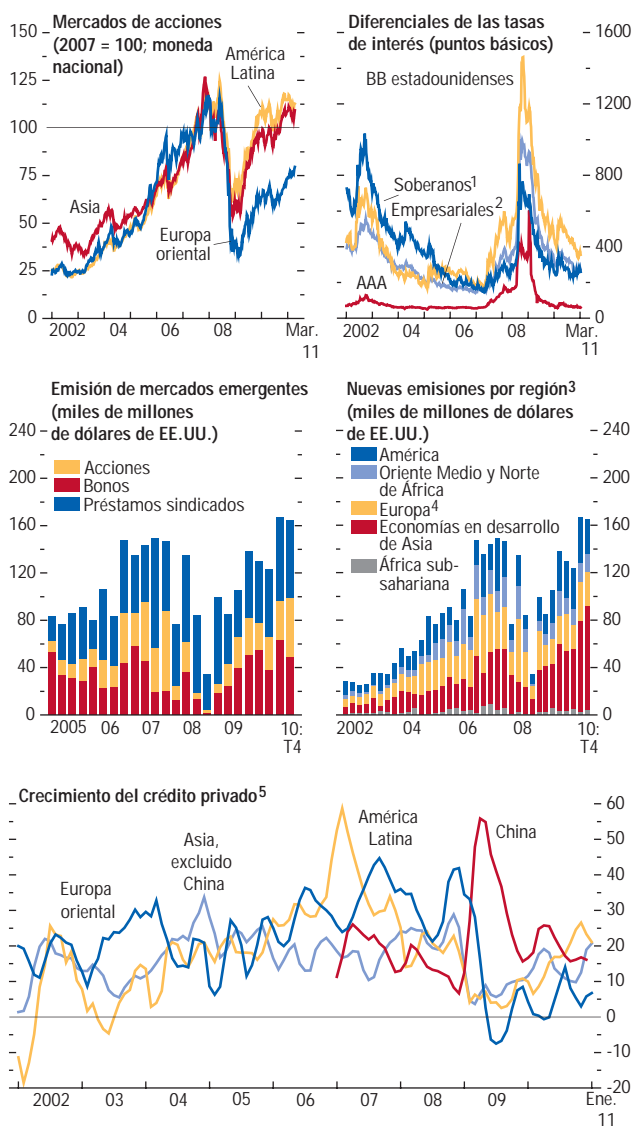 Mercados de acciones
(2007 = 100; moneda
nacional)
150
125
100
75
50
25
0
América
Latina
Asia
Europa
oriental
2002 04 06 08 Mar.
11
Diferenciales de las tasas
de interés (puntos básicos)
1600
1200
800
400
0
BB estadounidenses
Soberanos1
Empresariales2
AAA
2002 04 06 08 Mar.
11
Emisión de mercados emergentes
(miles de millones
de dólares de EE.UU.)
240
200
160
120
80
40
0
Acciones
Bonos
Préstamos sindicados
2005 06 07 08 09 10:
T4
Nuevas emisiones por región3
(miles de millones de dólares
de EE.UU.)
240
200
160
120
80
40
0
América
Oriente Medio y Norte
de África
Europa4
Economías en desarrollo
de Asia
África sub-
sahariana
2002 04 06 08 10:
T4
Crecimiento del crédito privado5
60
50
40
30
20
10
0
-10
-20
Europa
oriental
Asia,
excluido
China
América
Latina
China
2002 03 04 05 06 07 08 09 Ene.
11